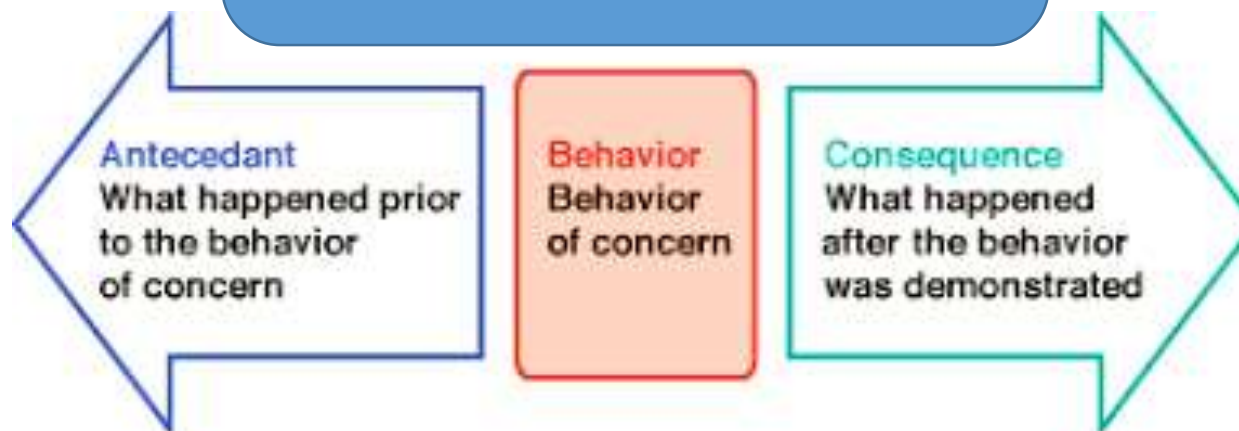 Antecedant
What happened prior
to the behavior
of concern
Behavior
Behavior
of concern
Consequence
What happened
after the behavior
was demonstrated